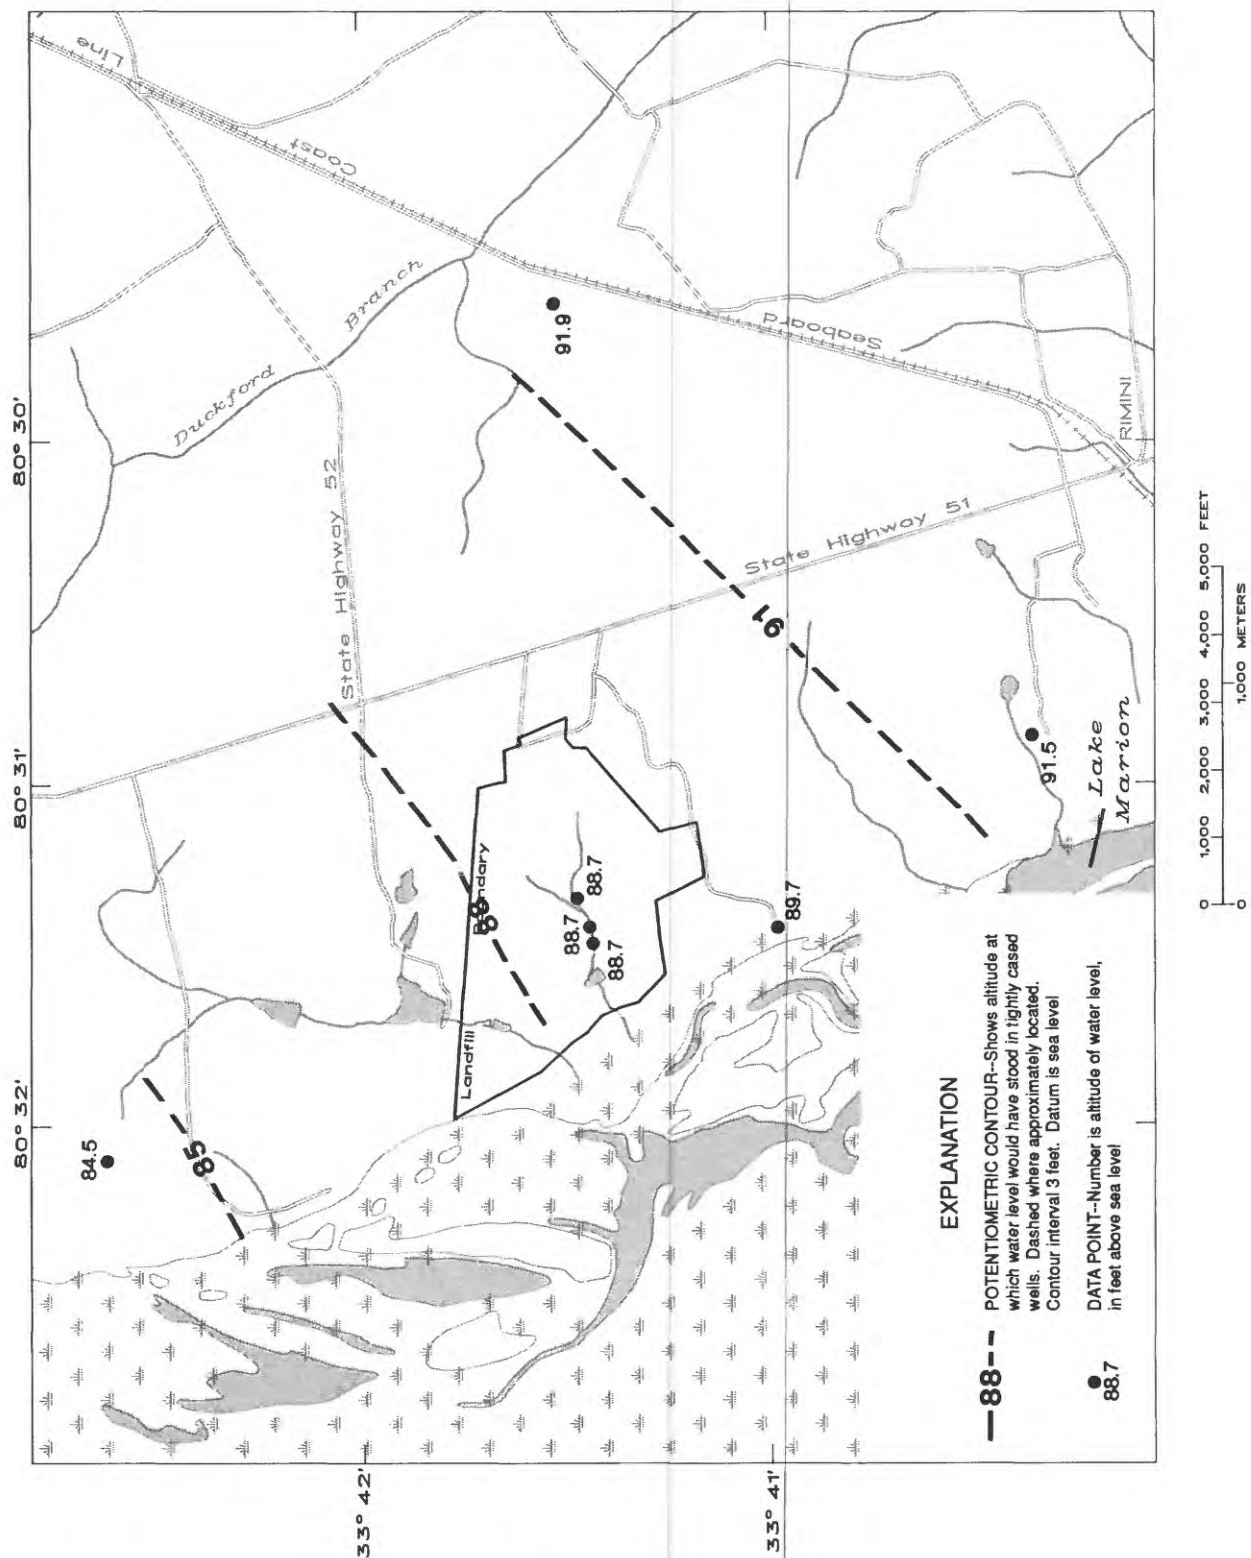 80° 32'
80° 31'
80° 30'
33° 42'
33° 41'
Line
Coast
Seaboard
Branch
Duckford
State Highway 52
State Highway 51
RIMINI
91.9
91
91.5
Lake
Marion
88
Landfill
Boundary
88.7
88.7
88.7
89.7
85
84.5
EXPLANATION
88
POTENTIOMETRIC CONTOUR--Shows altitude at
which water level would have stood in tightly cased
wells. Dashed where approximately located.
Contour interval 3 feet. Datum is sea level
88.7
DATA POINT--Number is altitude of water level,
in feet above sea level
0 1,000 2,000 3,000 4,000 5,000 FEET
0 1,000 METERS